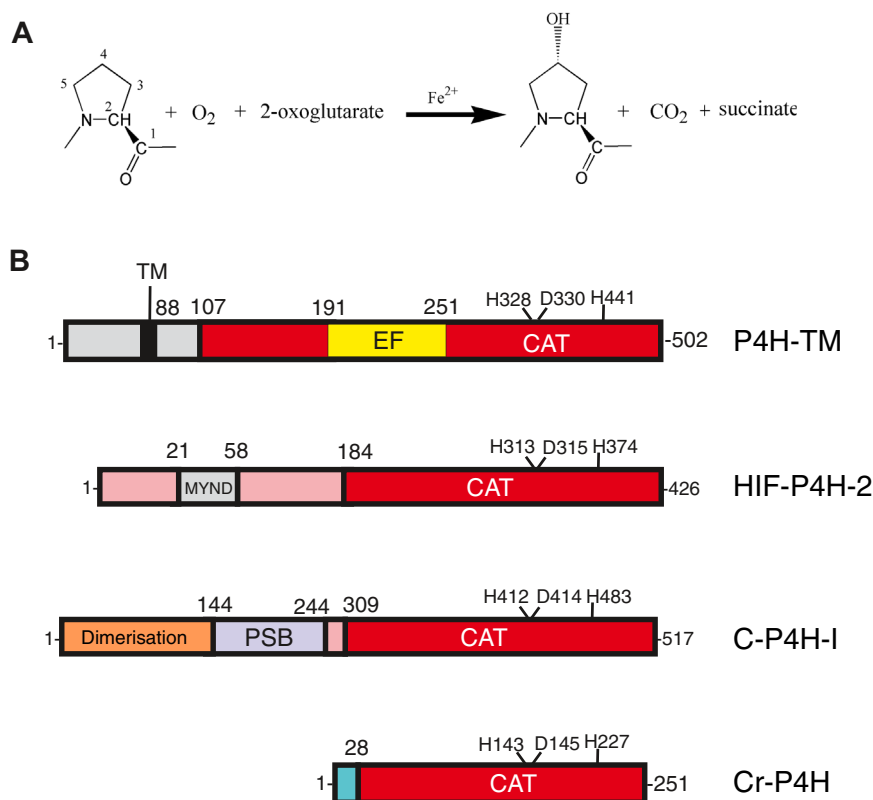 A
OH
4
5
3
2
N
CH
1
C
O
+ O2 + 2-oxoglutarate
Fe2+
N
CH
C
O
+ CO2 + succinate
B
TM
88 107 191 251 H328 D330 H441
1- EF CAT -502 P4H-TM
21 58 184 H313 D315 H374
1- MYND CAT -426 HIF-P4H-2
144 244 309 H412 D414 H483
1- Dimerisation PSB CAT -517 C-P4H-I
28 H143 D145 H227
1- CAT -251 Cr-P4H